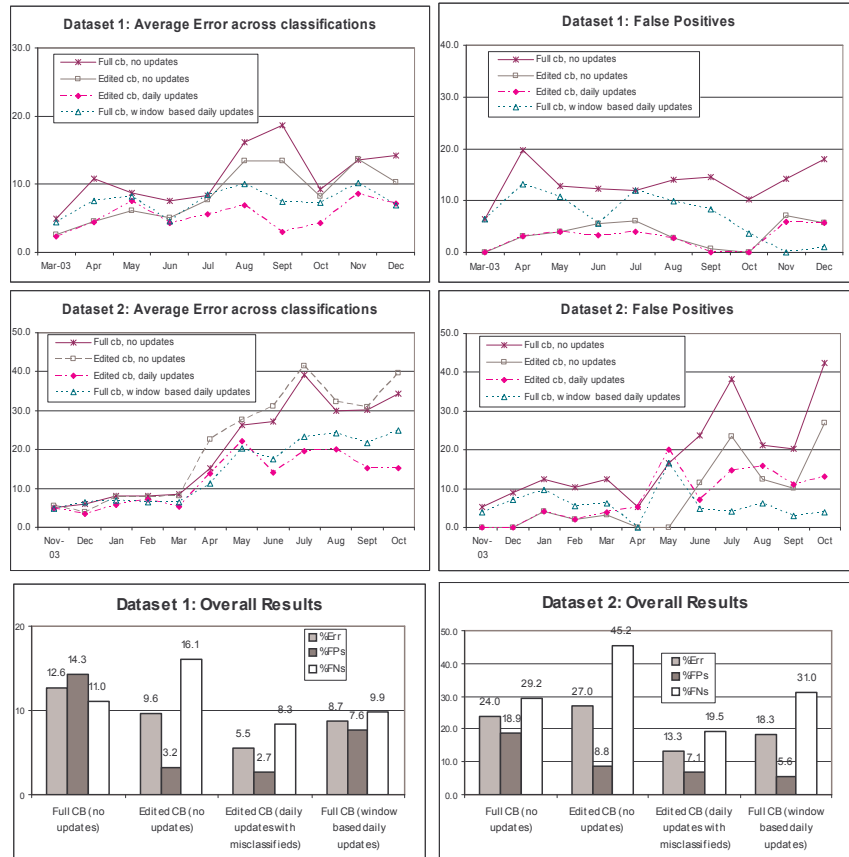 Dataset 1: Average Error across classifications
40.0
30.0
20.0
10.0
0.0
Full cb, no updates
Edited cb, no updates
Edited cb, daily updates
Full cb, window based daily updates
Mar-03 Apr May Jun Jul Aug Sept Oct Nov Dec
Dataset 1: False Positives
40.0
30.0
20.0
10.0
0.0
Full cb, no updates
Edited cb, no updates
Edited cb, daily updates
Full cb, window based daily updates
Mar-03 Apr May Jun Jul Aug Sept Oct Nov Dec
Dataset 2: Average Error across classifications
50.0
40.0
30.0
20.0
10.0
0.0
Full cb, no updates
Edited cb, no updates
Edited cb, daily updates
Full cb, window based daily updates
Nov- Dec Jan Feb Mar Apr May June July Aug Sept Oct
03
Dataset 2: False Positives
50.0
40.0
30.0
20.0
10.0
0.0
Full cb, no updates
Edited cb, no updates
Edited cb, daily updates
Full cb, window based daily updates
Nov- Dec Jan Feb Mar Apr May June July Aug Sept Oct
03
Dataset 1: Overall Results
20
10
0
%Err
%FPs
%FNs
12.6 14.3 11.0
9.6 3.2 16.1
5.5 2.7 8.3
8.7 7.6 9.9
Full CB (no updates)
Edited CB (no updates)
Edited CB (daily updates with misclassifieds)
Full CB (window based daily updates)
Dataset 2: Overall Results
50.0
40.0
30.0
20.0
10.0
0.0
%Err
%FPs
%FNs
24.0 18.9 29.2
27.0 8.8 45.2
13.3 7.1 19.5
18.3 5.6 31.0
Full CB (no updates)
Edited CB (no updates)
Edited CB (daily updates with misclassifieds)
Full CB (window based daily updates)